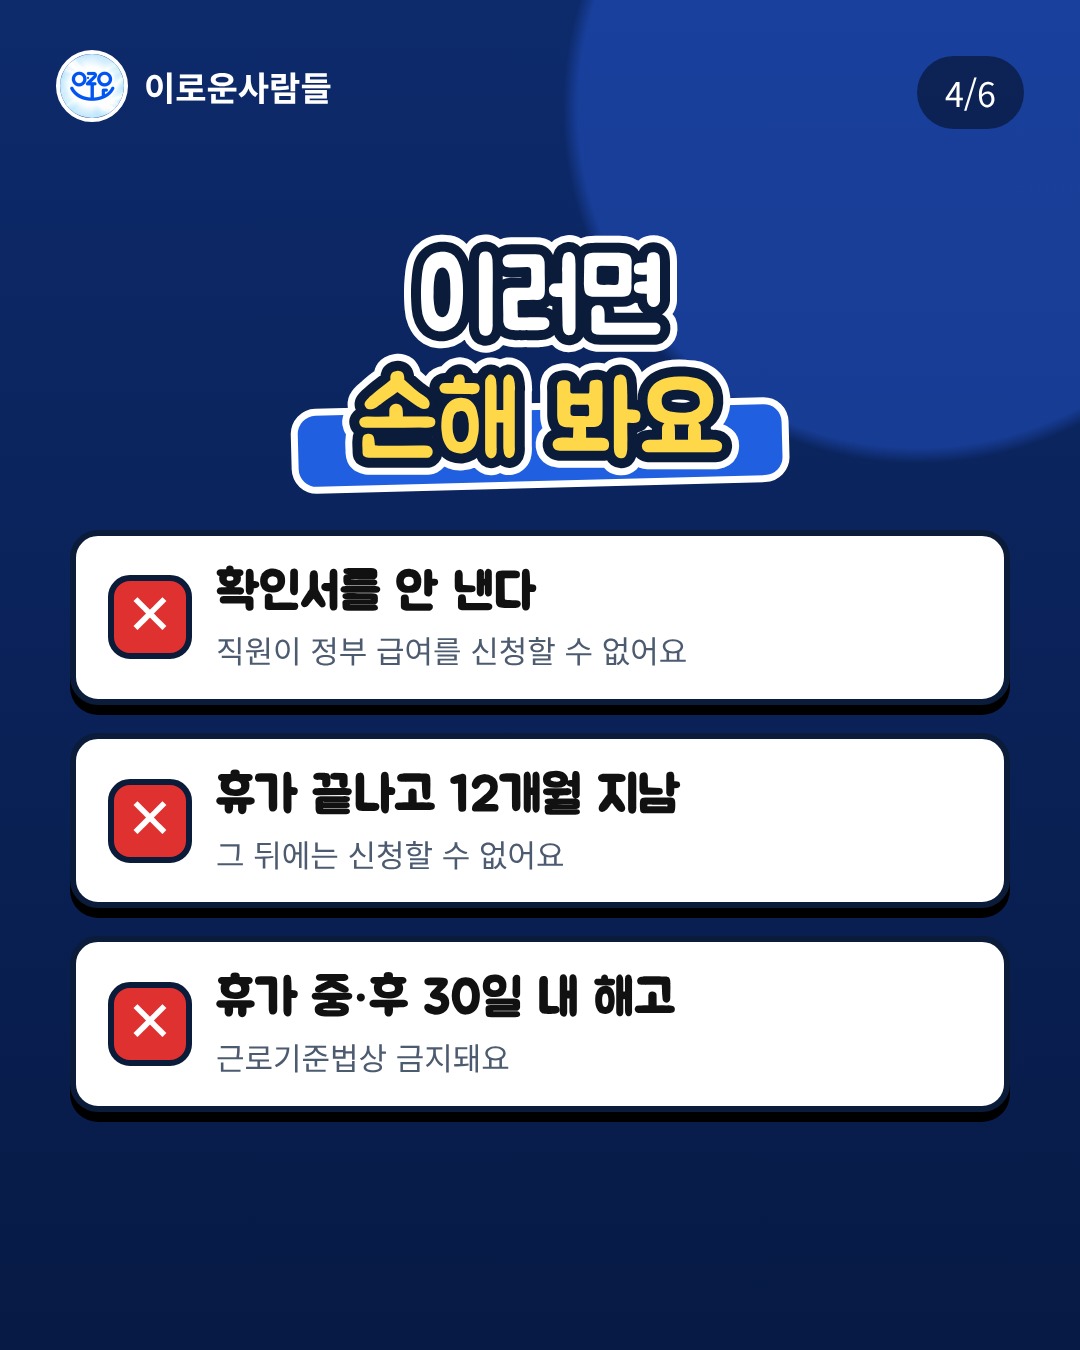 이로운사람들
4/6
이러면
손해 봐요
확인서를 안 낸다
직원이 정부 급여를 신청할 수 없어요
휴가 끝나고 12개월 지남
그 뒤에는 신청할 수 없어요
휴가 중·후 30일 내 해고
근로기준법상 금지돼요